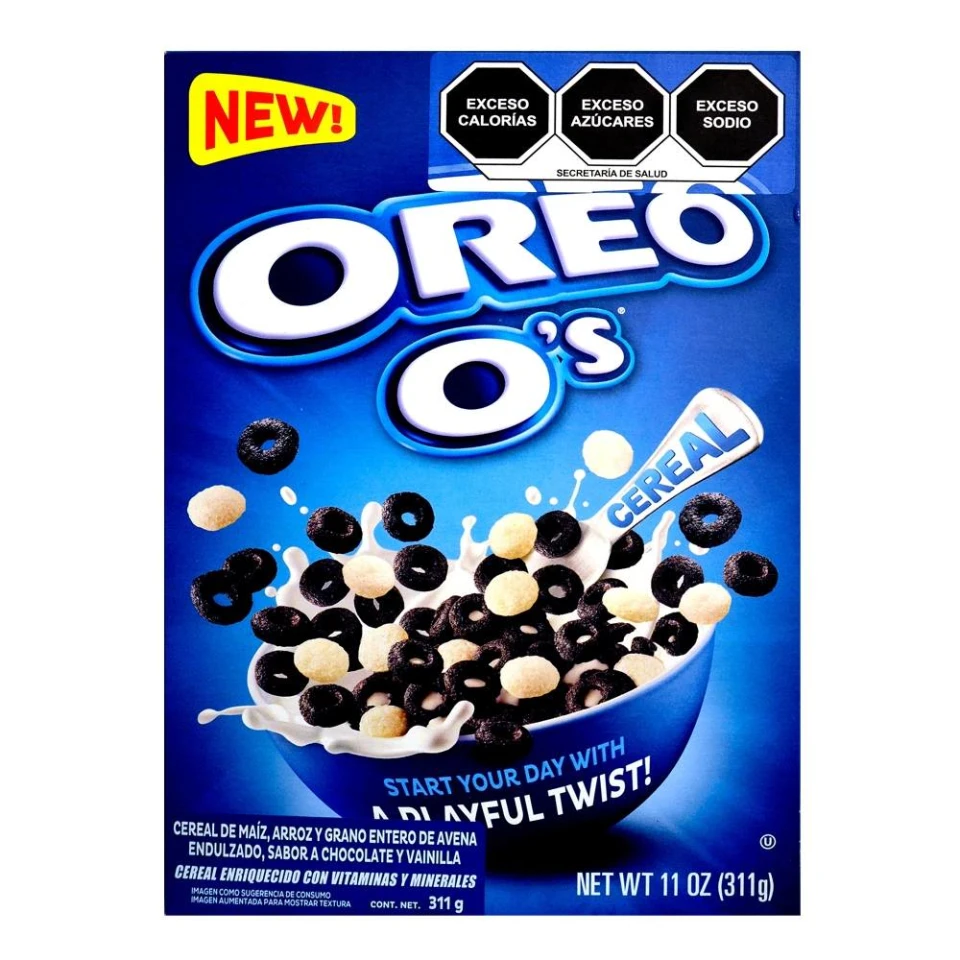 NEW!
EXCESO CALORÍAS
EXCESO AZÚCARES
EXCESO SODIO
SECRETARÍA DE SALUD
OREO
O's®
CEREAL
START YOUR DAY WITH
A PLAYFUL TWIST!
CEREAL DE MAÍZ, ARROZ Y GRANO ENTERO DE AVENA
ENDULZADO, SABOR A CHOCOLATE Y VAINILLA
CEREAL ENRIQUECIDO CON VITAMINAS Y MINERALES
IMAGEN COMO SUGERENCIA DE CONSUMO
IMAGEN AUMENTADA PARA MOSTRAR TEXTURA
CONT. NET. 311 g
U
NET WT 11 OZ (311g)